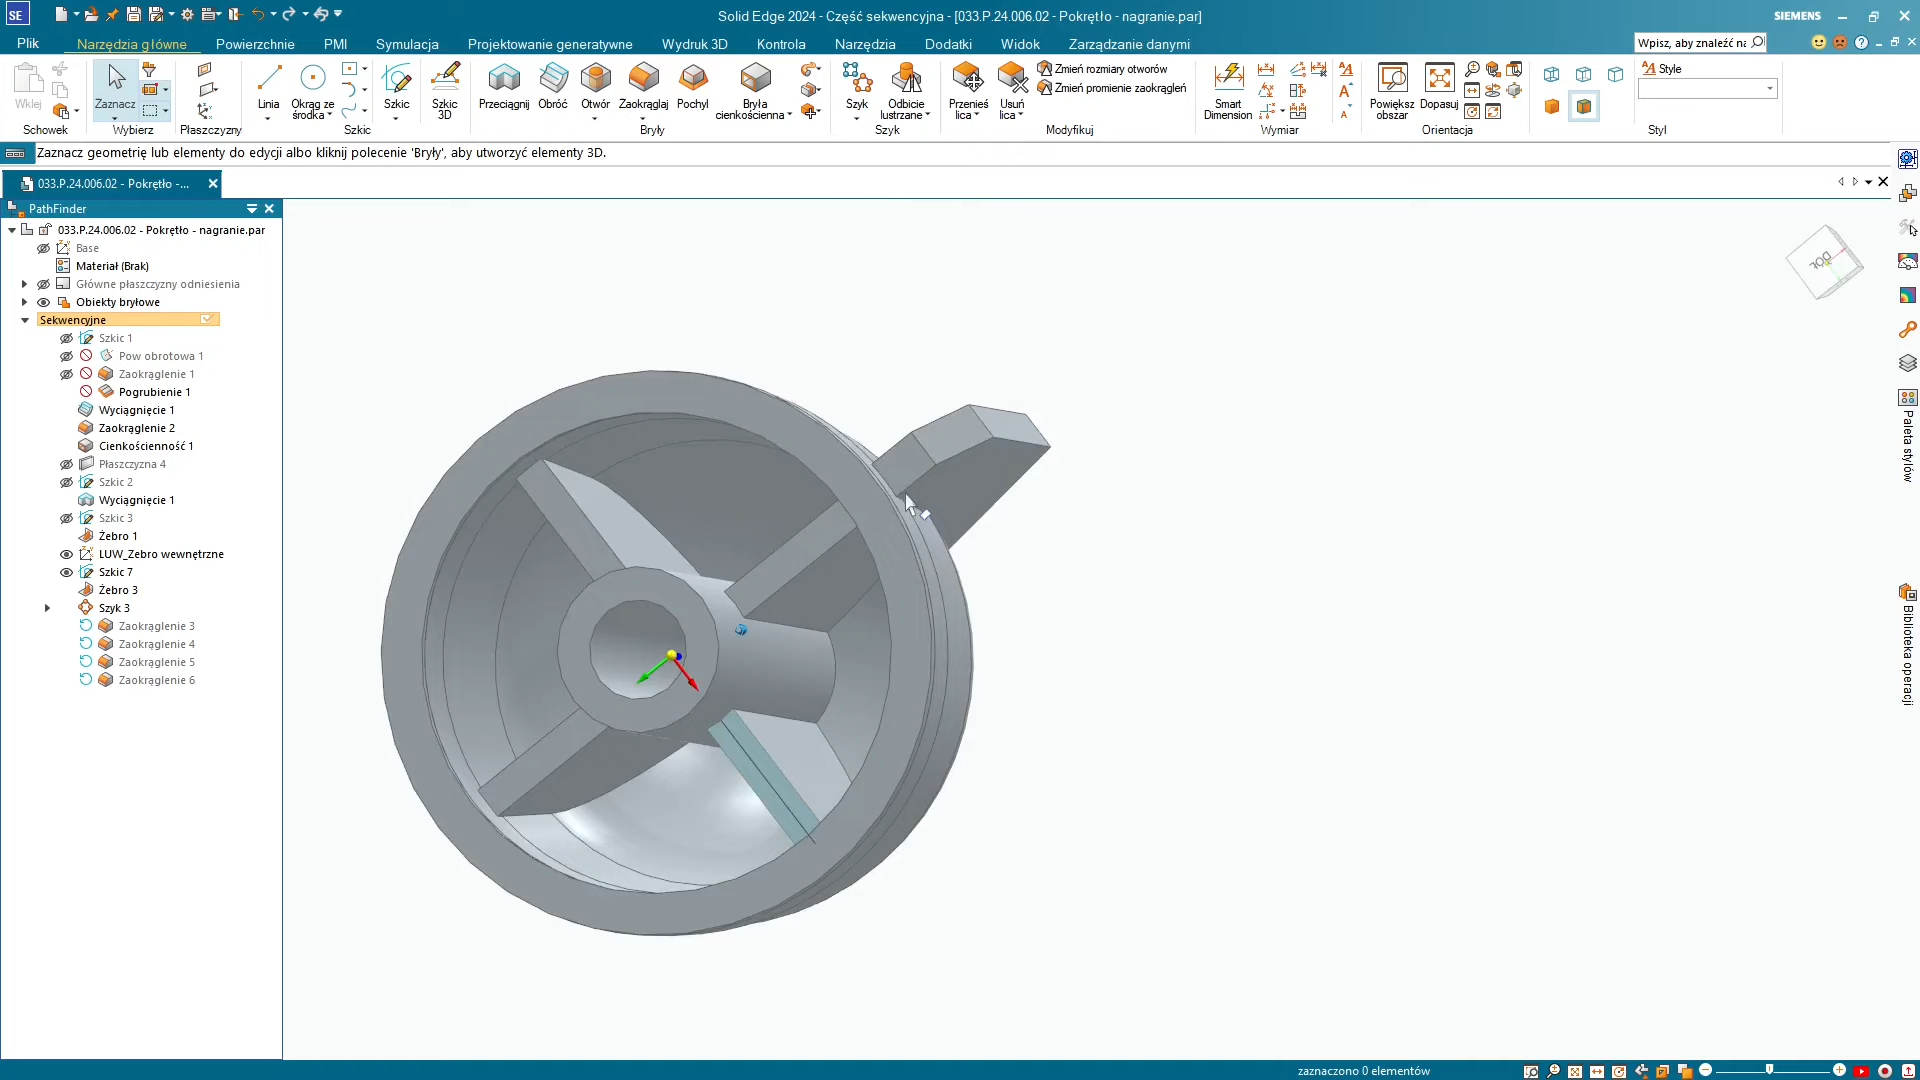 Solid Edge 2024 - Część sekwencyjna - [033.P.24.006.02 - Pokrętło - nagranie.par]
SIEMENS
Plik
Narzędzia główne
Powierzchnie
PMI
Symulacja
Projektowanie generatywne
Wydruk 3D
Kontrola
Narzędzia
Dodatki
Widok
Zarządzanie danymi
Wpisz, aby znaleźć na
Wklej
Zaznacz
Linia
Okrąg ze środka
Szkic
Szkic 3D
Przeciągnij
Obróć
Otwór
Zaokrąglaj
Pochyl
Bryła cienkościenna
Szyk
Odbicie lustrzane
Przenieś lica
Usuń lica
Zmień rozmiary otworów
Zmień promienie zaokrągleń
Smart Dimension
Powiększ obszar
Dopasuj
Style
Schowek
Wybierz
Płaszczyzny
Szkic
Bryły
Szyk
Modyfikuj
Wymiar
Orientacja
Styl
Zaznacz geometrię lub elementy do edycji albo kliknij polecenie 'Bryły', aby utworzyć elementy 3D.
033.P.24.006.02 - Pokrętło -...
PathFinder
033.P.24.006.02 - Pokrętło - nagranie.par
Base
Materiał (Brak)
Główne płaszczyzny odniesienia
Obiekty bryłowe
Sekwencyjne
Szkic 1
Pow obrotowa 1
Zaokrąglenie 1
Pogrubienie 1
Wyciągnięcie 1
Zaokrąglenie 2
Cienkościenność 1
Płaszczyzna 4
Szkic 2
Wyciągnięcie 1
Szkic 3
Żebro 1
LUW_Zebro wewnętrzne
Szkic 7
Żebro 3
Szyk 3
Zaokrąglenie 3
Zaokrąglenie 4
Zaokrąglenie 5
Zaokrąglenie 6
Paleta stylów
Biblioteka operacji
zaznaczono 0 elementów